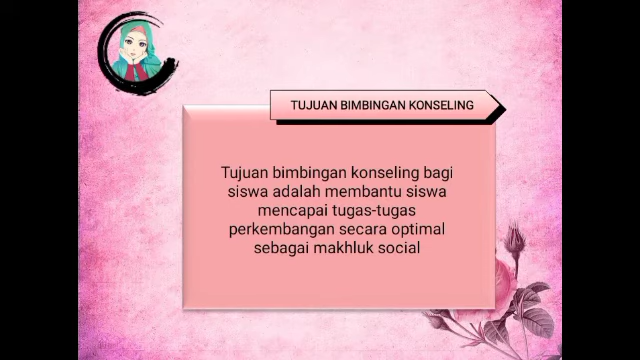 TUJUAN BIMBINGAN KONSELING
Tujuan bimbingan konseling bagi
siswa adalah membantu siswa
mencapai tugas-tugas
perkembangan secara optimal
sebagai makhluk social